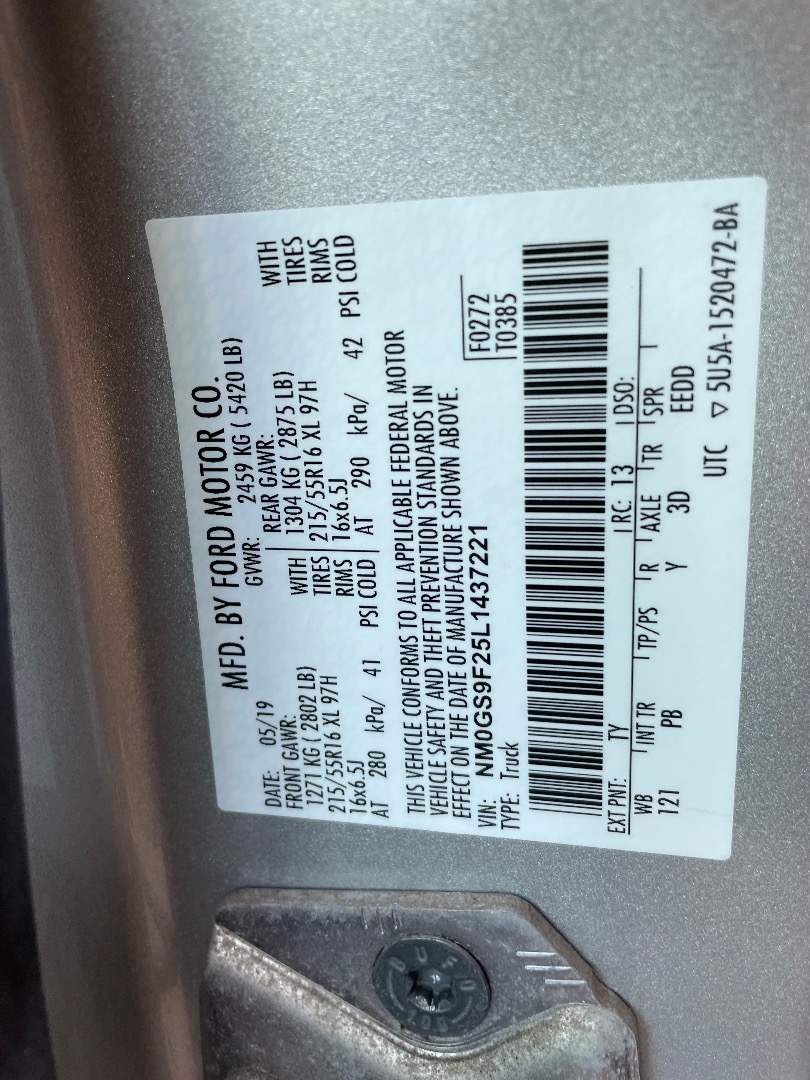 MFD. BY FORD MOTOR CO.
DATE: 05/19 GVWR: 2459 KG ( 5420 LB)
FRONT GAWR: REAR GAWR:
1271 KG ( 2802 LB) WITH 1304 KG ( 2875 LB) WITH
215/55R16 XL 97H TIRES 215/55R16 XL 97H TIRES
16x6.5J RIMS 16x6.5J RIMS
AT 280 kPa/ 41 PSI COLD AT 290 kPa/ 42 PSI COLD
THIS VEHICLE CONFORMS TO ALL APPLICABLE FEDERAL MOTOR
VEHICLE SAFETY AND THEFT PREVENTION STANDARDS IN
EFFECT ON THE DATE OF MANUFACTURE SHOWN ABOVE.
VIN: NM0GS9F25L1437221 F0272
TYPE: Truck T0385
EXT PNT: TY RC: 13 DSO:
WB INT TR TP/PS R AXLE TR SPR
121 PB Y 3D EEDD
UTC ▽ 5U5A-1520472-BA